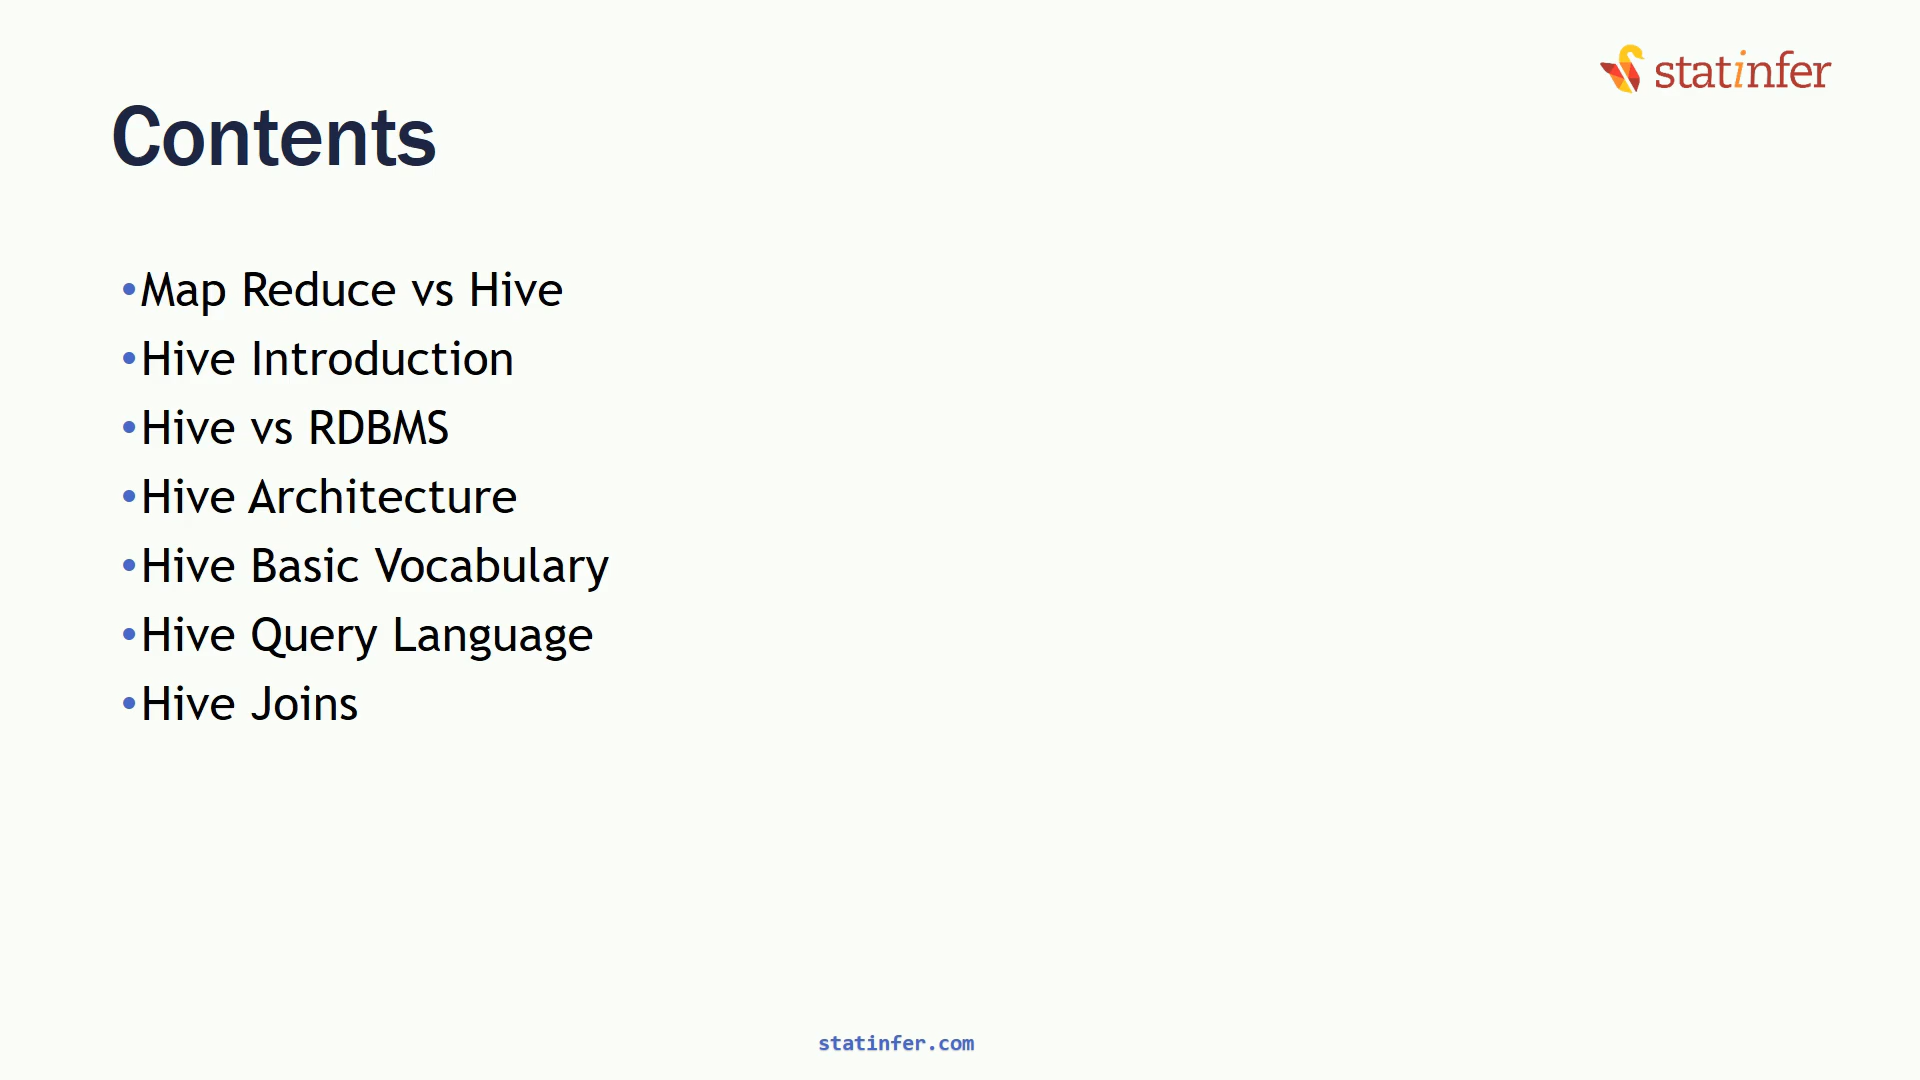 statinfer
Contents
•Map Reduce vs Hive
•Hive Introduction
•Hive vs RDBMS
•Hive Architecture
•Hive Basic Vocabulary
•Hive Query Language
•Hive Joins
statinfer.com